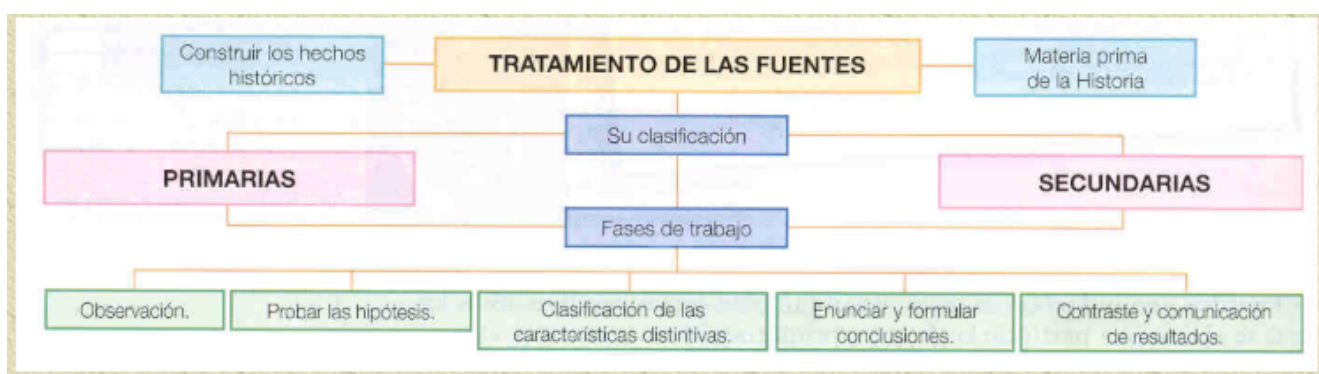 Construir los hechos
históricos
TRATAMIENTO DE LAS FUENTES
Materia prima
de la Historia
Su clasificación
PRIMARIAS
SECUNDARIAS
Fases de trabajo
Observación.
Probar las hipótesis.
Clasificación de las
características distintivas.
Enunciar y formular
conclusiones.
Contraste y comunicación
de resultados.